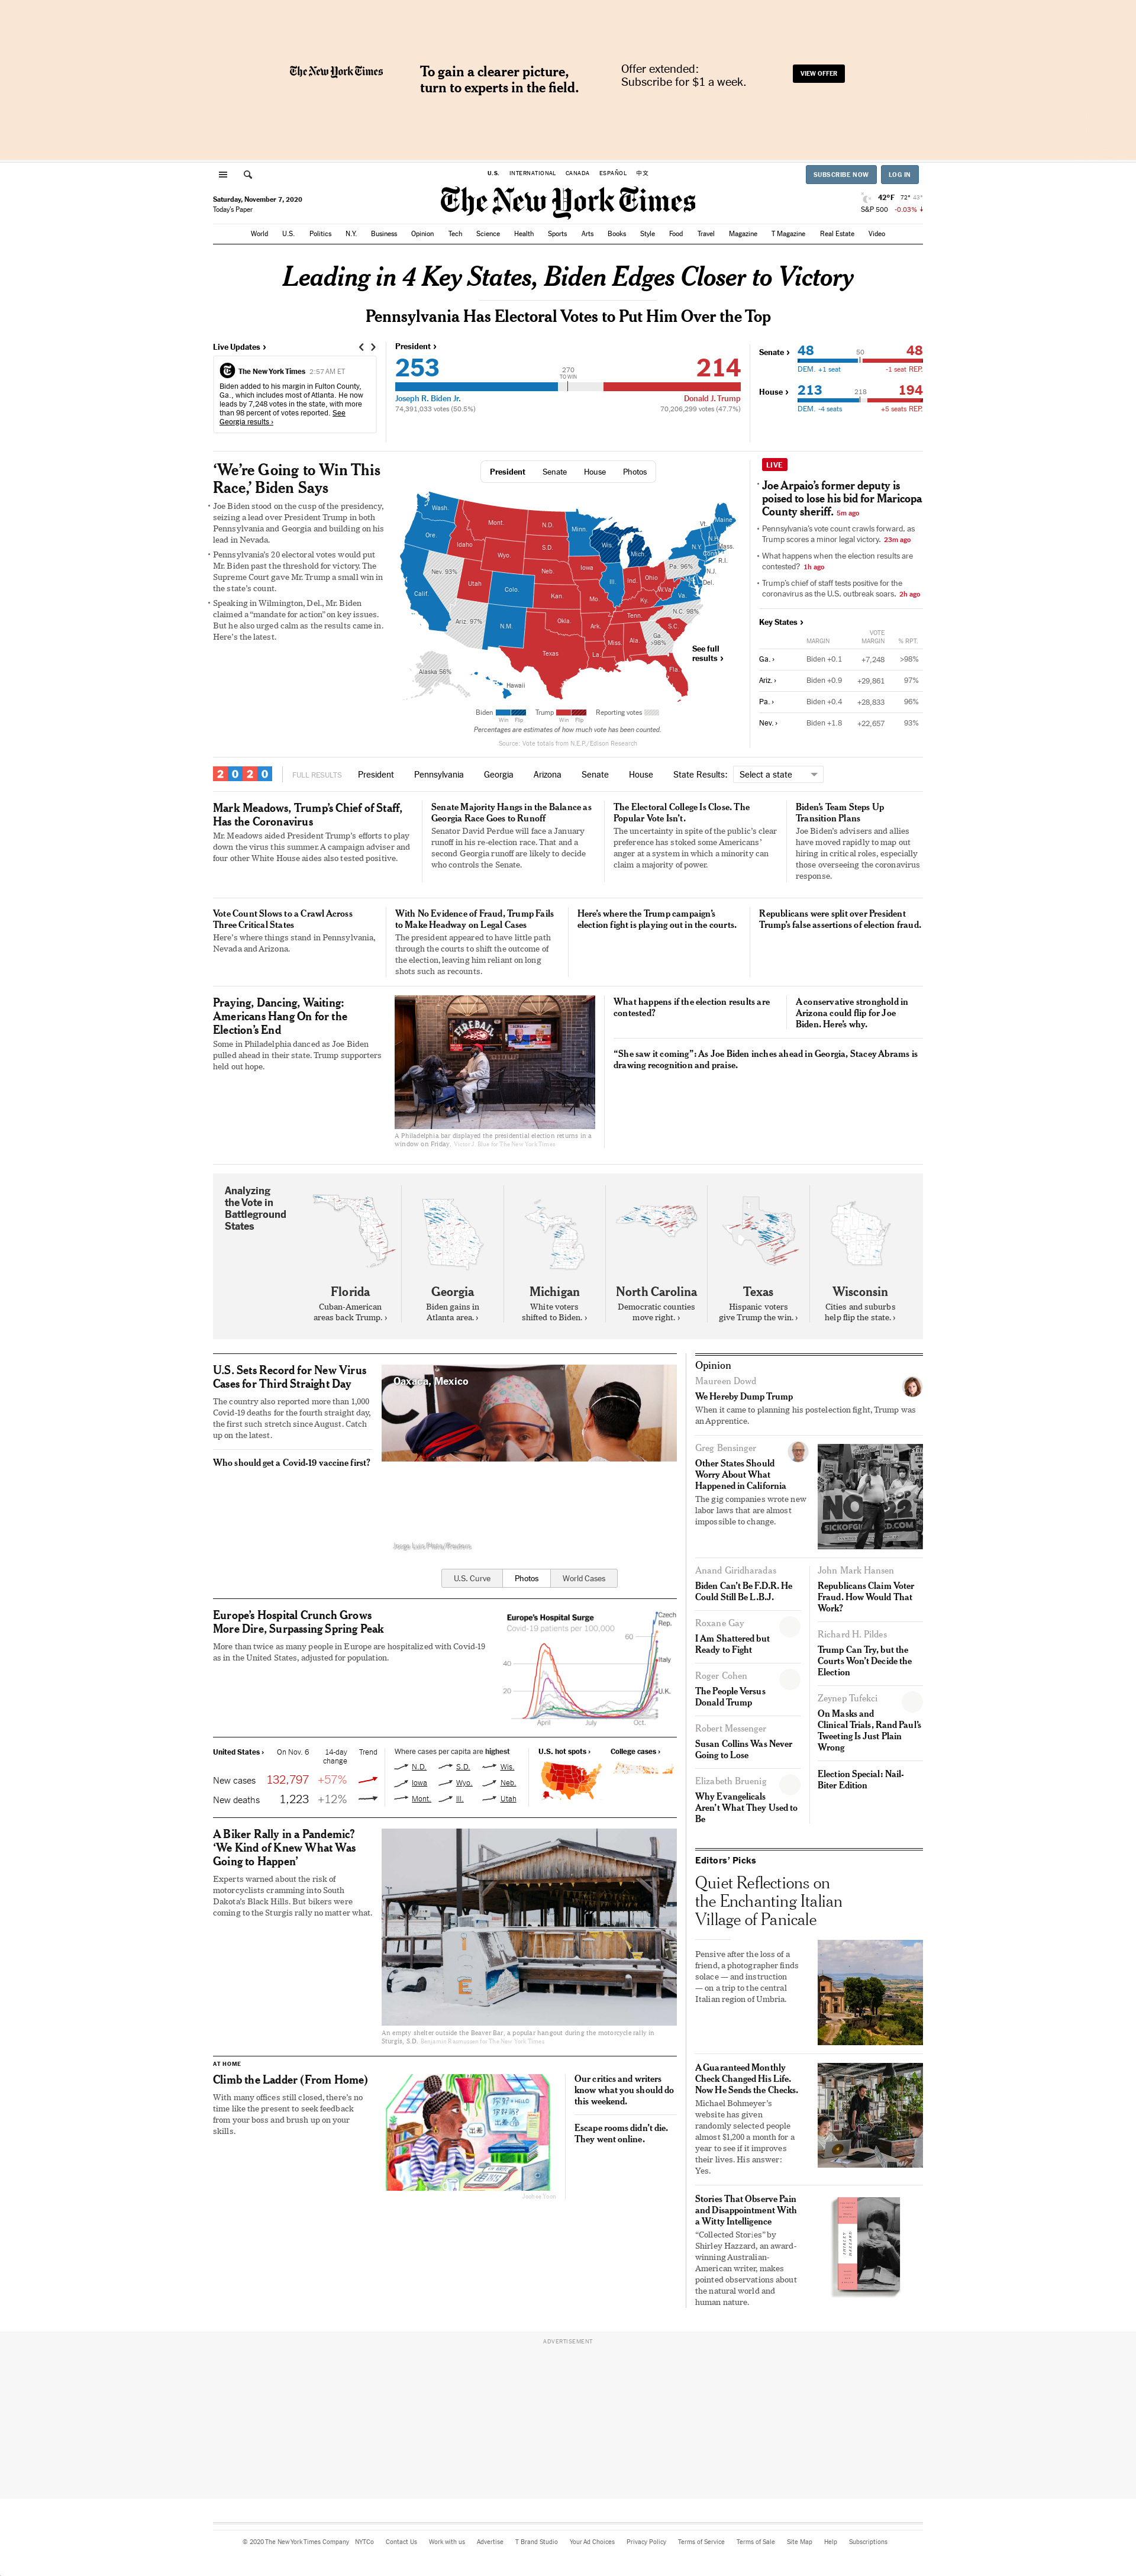 The New York Times
To gain a clearer picture,
turn to experts in the field.
Offer extended:
Subscribe for $1 a week.
VIEW OFFER
U.S. INTERNATIONAL CANADA ESPAÑOL 中文
SUBSCRIBE NOW LOG IN
Saturday, November 7, 2020
Today's Paper
The New York Times
42°F 72° 43°
S&P 500 -0.03%
World U.S. Politics N.Y. Business Opinion Tech Science Health Sports Arts Books Style Food Travel Magazine T Magazine Real Estate Video
Leading in 4 Key States, Biden Edges Closer to Victory
Pennsylvania Has Electoral Votes to Put Him Over the Top
Live Updates ›
The New York Times 2:57 AM ET
Biden added to his margin in Fulton County,
Ga., which includes most of Atlanta. He now
leads by 7,248 votes in the state, with more
than 98 percent of votes reported. See
Georgia results ›
President ›
253
270
TO WIN
214
Joseph R. Biden Jr.
Donald J. Trump
74,391,033 votes (50.5%)
70,206,299 votes (47.7%)
Senate › 48 50 48
DEM. +1 seat -1 seat REP.
House › 213 218 194
DEM. -4 seats +5 seats REP.
‘We’re Going to Win This
Race,’ Biden Says
Joe Biden stood on the cusp of the presidency,
seizing a lead over President Trump in both
Pennsylvania and Georgia and building on his
lead in Nevada.
Pennsylvania’s 20 electoral votes would put
Mr. Biden past the threshold for victory. The
Supreme Court gave Mr. Trump a small win in
the state’s count.
Speaking in Wilmington, Del., Mr. Biden
claimed a “mandate for action” on key issues.
But he also urged calm as the results came in.
Here’s the latest.
President Senate House Photos
Wash.
Ore.
Calif.
Nev. 93%
Idaho
Mont.
Wyo.
Utah
Ariz. 97%
Colo.
N.M.
N.D.
S.D.
Neb.
Kan.
Okla.
Texas
Minn.
Iowa
Mo.
Ark.
La.
Wis.
Ill.
Mich.
Ind.
Ohio
Ky.
Tenn.
Miss
Ala.
Ga.
>98%
Fla.
S.C.
N.C. 98%
Va.
W.Va
Pa. 96%
N.Y.
Vt.
N.H.
Maine
Mass.
Conn.
R.I.
N.J.
Del.
Alaska 56%
Hawaii
See full
results ›
Biden Trump Reporting votes
Win Flip Win Flip
Percentages are estimates of how much vote has been counted.
Source: Vote totals from N.E.P./Edison Research
LIVE
Joe Arpaio’s former deputy is
poised to lose his bid for Maricopa
County sheriff. 5m ago
Pennsylvania’s vote count crawls forward, as
Trump scores a minor legal victory. 23m ago
What happens when the election results are
contested? 1h ago
Trump’s chief of staff tests positive for the
coronavirus as the U.S. outbreak soars. 2h ago
Key States ›
MARGIN VOTE MARGIN % RPT.
Ga. › Biden +0.1 +7,248 >98%
Ariz. › Biden +0.9 +29,861 97%
Pa. › Biden +0.4 +28,833 96%
Nev. › Biden +1.8 +22,657 93%
2020 FULL RESULTS President Pennsylvania Georgia Arizona Senate House State Results: Select a state
Mark Meadows, Trump’s Chief of Staff,
Has the Coronavirus
Mr. Meadows aided President Trump’s efforts to play
down the virus this summer. A campaign adviser and
four other White House aides also tested positive.
Senate Majority Hangs in the Balance as
Georgia Race Goes to Runoff
Senator David Perdue will face a January
runoff in his re-election race. That and a
second Georgia runoff are likely to decide
who controls the Senate.
The Electoral College Is Close. The
Popular Vote Isn’t.
The uncertainty in spite of the public’s clear
preference has stoked some Americans’
anger at a system in which a minority can
claim a majority of power.
Biden’s Team Steps Up
Transition Plans
Joe Biden’s advisers and allies
have moved rapidly to map out
hiring in critical roles, especially
those overseeing the coronavirus
response.
Vote Count Slows to a Crawl Across
Three Critical States
Here’s where things stand in Pennsylvania,
Nevada and Arizona.
With No Evidence of Fraud, Trump Fails
to Make Headway on Legal Cases
The president appeared to have little path
through the courts to shift the outcome of
the election, leaving him reliant on long
shots such as recounts.
Here’s where the Trump campaign’s
election fight is playing out in the courts.
Republicans were split over President
Trump’s false assertions of election fraud.
Praying, Dancing, Waiting:
Americans Hang On for the
Election’s End
Some in Philadelphia danced as Joe Biden
pulled ahead in their state. Trump supporters
held out hope.
FIREBALL
A Philadelphia bar displayed the presidential election returns in a
window on Friday. Victor J. Blue for The New York Times
What happens if the election results are
contested?
A conservative stronghold in
Arizona could flip for Joe
Biden. Here’s why.
“She saw it coming”: As Joe Biden inches ahead in Georgia, Stacey Abrams is
drawing recognition and praise.
Analyzing
the Vote in
Battleground
States
Florida
Cuban-American
areas back Trump. ›
Georgia
Biden gains in
Atlanta area. ›
Michigan
White voters
shifted to Biden. ›
North Carolina
Democratic counties
move right. ›
Texas
Hispanic voters
give Trump the win. ›
Wisconsin
Cities and suburbs
help flip the state. ›
U.S. Sets Record for New Virus
Cases for Third Straight Day
The country also reported more than 1,000
Covid-19 deaths for the fourth straight day,
the first such stretch since August. Catch
up on the latest.
Who should get a Covid-19 vaccine first?
Oaxaca, Mexico
Jorge Luis Plata/Reuters
U.S. Curve Photos World Cases
Europe’s Hospital Crunch Grows
More Dire, Surpassing Spring Peak
More than twice as many people in Europe are hospitalized with Covid-19
as in the United States, adjusted for population.
Europe’s Hospital Surge
Covid-19 patients per 100,000
60
40
20
Czech
Rep.
Italy
U.K.
April July Oct.
United States › On Nov. 6 14-day change Trend
New cases 132,797 +57%
New deaths 1,223 +12%
Where cases per capita are highest
N.D. S.D. Wis.
Iowa Wyo. Neb.
Mont. Ill. Utah
U.S. hot spots ›
College cases ›
A Biker Rally in a Pandemic?
‘We Kind of Knew What Was
Going to Happen’
Experts warned about the risk of
motorcyclists cramming into South
Dakota’s Black Hills. But bikers were
coming to the Sturgis rally no matter what.
An empty shelter outside the Beaver Bar, a popular hangout during the motorcycle rally in
Sturgis, S.D. Benjamin Rasmussen for The New York Times
AT HOME
Climb the Ladder (From Home)
With many offices still closed, there’s no
time like the present to seek feedback
from your boss and brush up on your
skills.
Our critics and writers
know what you should do
this weekend.
Escape rooms didn’t die.
They went online.
Opinion
Maureen Dowd
We Hereby Dump Trump
When it came to planning his postelection fight, Trump was
an Apprentice.
Greg Bensinger
Other States Should
Worry About What
Happened in California
The gig companies wrote new
labor laws that are almost
impossible to change.
Anand Giridharadas
Biden Can’t Be F.D.R. He
Could Still Be L.B.J.
Roxane Gay
I Am Shattered but
Ready to Fight
Roger Cohen
The People Versus
Donald Trump
Robert Messenger
Susan Collins Was Never
Going to Lose
Elizabeth Bruenig
Why Evangelicals
Aren’t What They Used to
Be
John Mark Hansen
Republicans Claim Voter
Fraud. How Would That
Work?
Richard H. Pildes
Trump Can Try, but the
Courts Won’t Decide the
Election
Zeynep Tufekci
On Masks and
Clinical Trials, Rand Paul’s
Tweeting Is Just Plain
Wrong
Election Special: Nail-
Biter Edition
Editors’ Picks
Quiet Reflections on
the Enchanting Italian
Village of Panicale
Pensive after the loss of a
friend, a photographer finds
solace — and instruction
— on a trip to the central
Italian region of Umbria.
A Guaranteed Monthly
Check Changed His Life.
Now He Sends the Checks.
Michael Bohmeyer’s
website has given
randomly selected people
almost $1,200 a month for a
year to see if it improves
their lives. His answer:
Yes.
Stories That Observe Pain
and Disappointment With
a Witty Intelligence
“Collected Stories” by
Shirley Hazzard, an award-
winning Australian-
American writer, makes
pointed observations about
the natural world and
human nature.
ADVERTISEMENT
© 2020 The New York Times Company NYTCo Contact Us Work with us Advertise T Brand Studio Your Ad Choices Privacy Policy Terms of Service Terms of Sale Site Map Help Subscriptions